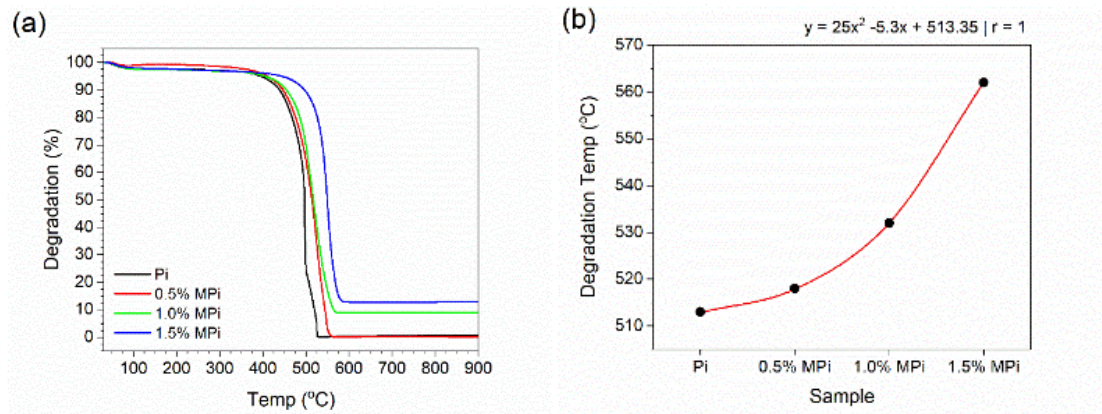 (a)
100
90
80
70
60
50
40
30
20
10
0
Degradation (%)
Pi
0.5% MPi
1.0% MPi
1.5% MPi
100 200 300 400 500 600 700 800 900
Temp (ºC)
(b)
y = 25x² -5.3x + 513.35 | r = 1
570
560
550
540
530
520
510
Degradation Temp (ºC)
Pi 0.5% MPi 1.0% MPi 1.5% MPi
Sample